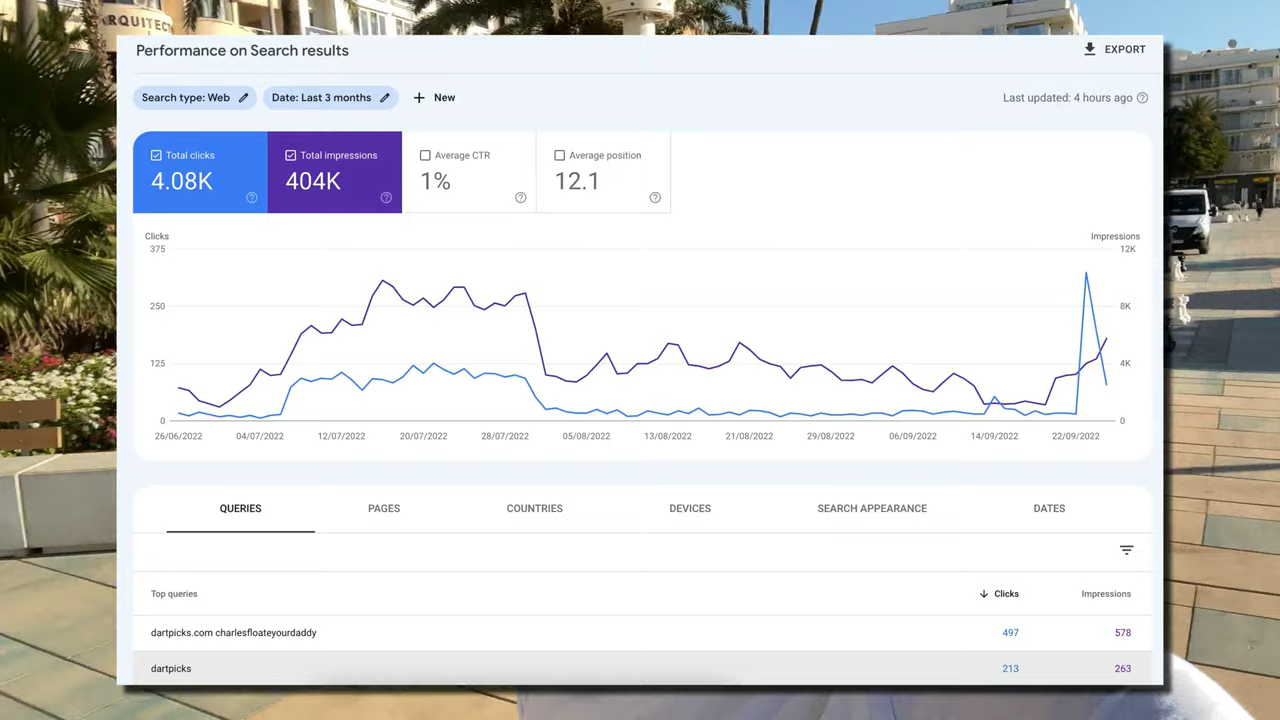 ARQUITEC
Performance on Search results
EXPORT
Search type: Web
Date: Last 3 months
New
Last updated: 4 hours ago
Total clicks
4.08K
Total impressions
404K
Average CTR
1%
Average position
12.1
Clicks
Impressions
375
12K
250
8K
125
4K
0
0
26/06/2022
04/07/2022
12/07/2022
20/07/2022
28/07/2022
05/08/2022
13/08/2022
21/08/2022
29/08/2022
06/09/2022
14/09/2022
22/09/2022
QUERIES
PAGES
COUNTRIES
DEVICES
SEARCH APPEARANCE
DATES
Top queries
Clicks
Impressions
dartpicks.com charlesfloateyourdaddy
497
578
dartpicks
213
263